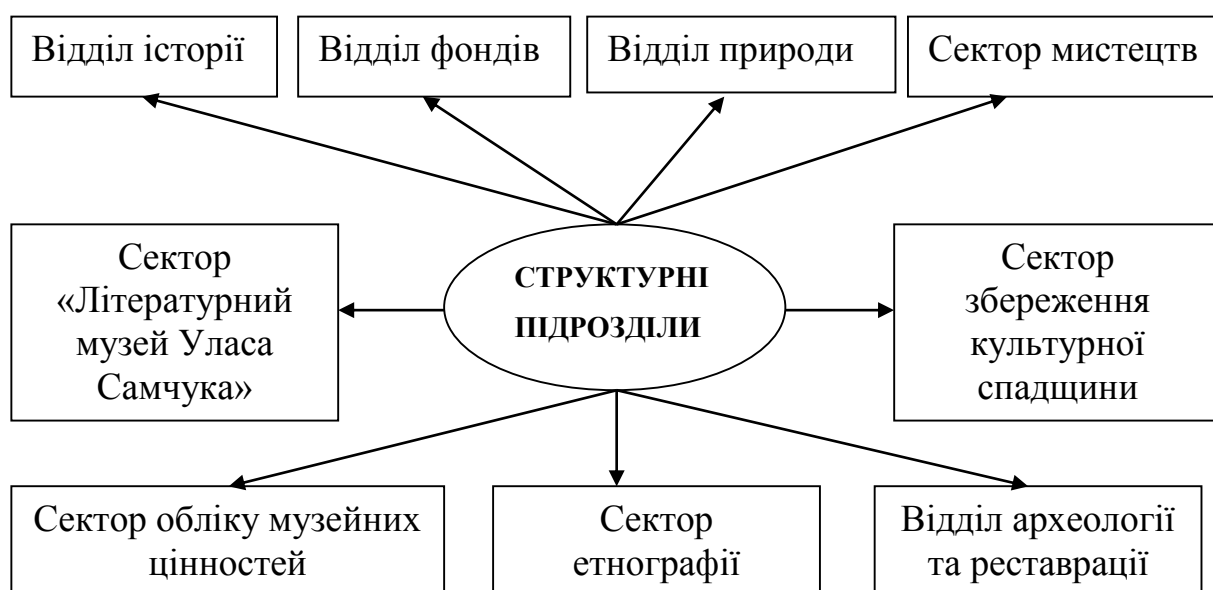 Відділ історії
Відділ фондів
Відділ природи
Сектор мистецтв
Сектор
«Літературний
музей Уласа
Самчука»
СТРУКТУРНІ
ПІДРОЗДІЛИ
Сектор
збереження
культурної
спадщини
Сектор обліку музейних
цінностей
Сектор
етнографії
Відділ археології
та реставрації